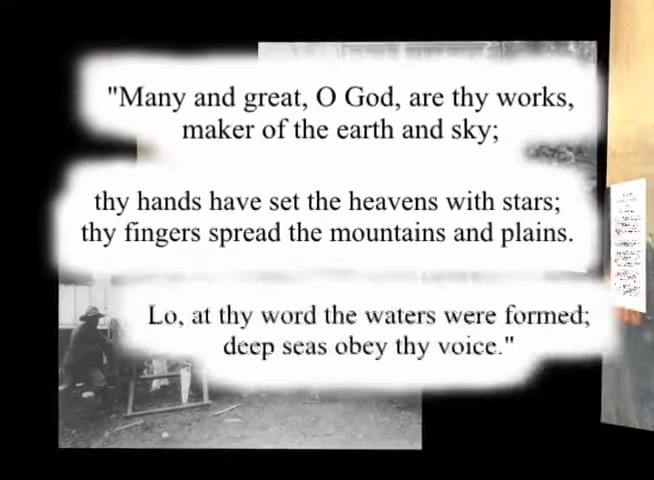 "Many and great, O God, are thy works,
maker of the earth and sky;
thy hands have set the heavens with stars;
thy fingers spread the mountains and plains.
Lo, at thy word the waters were formed;
deep seas obey thy voice."